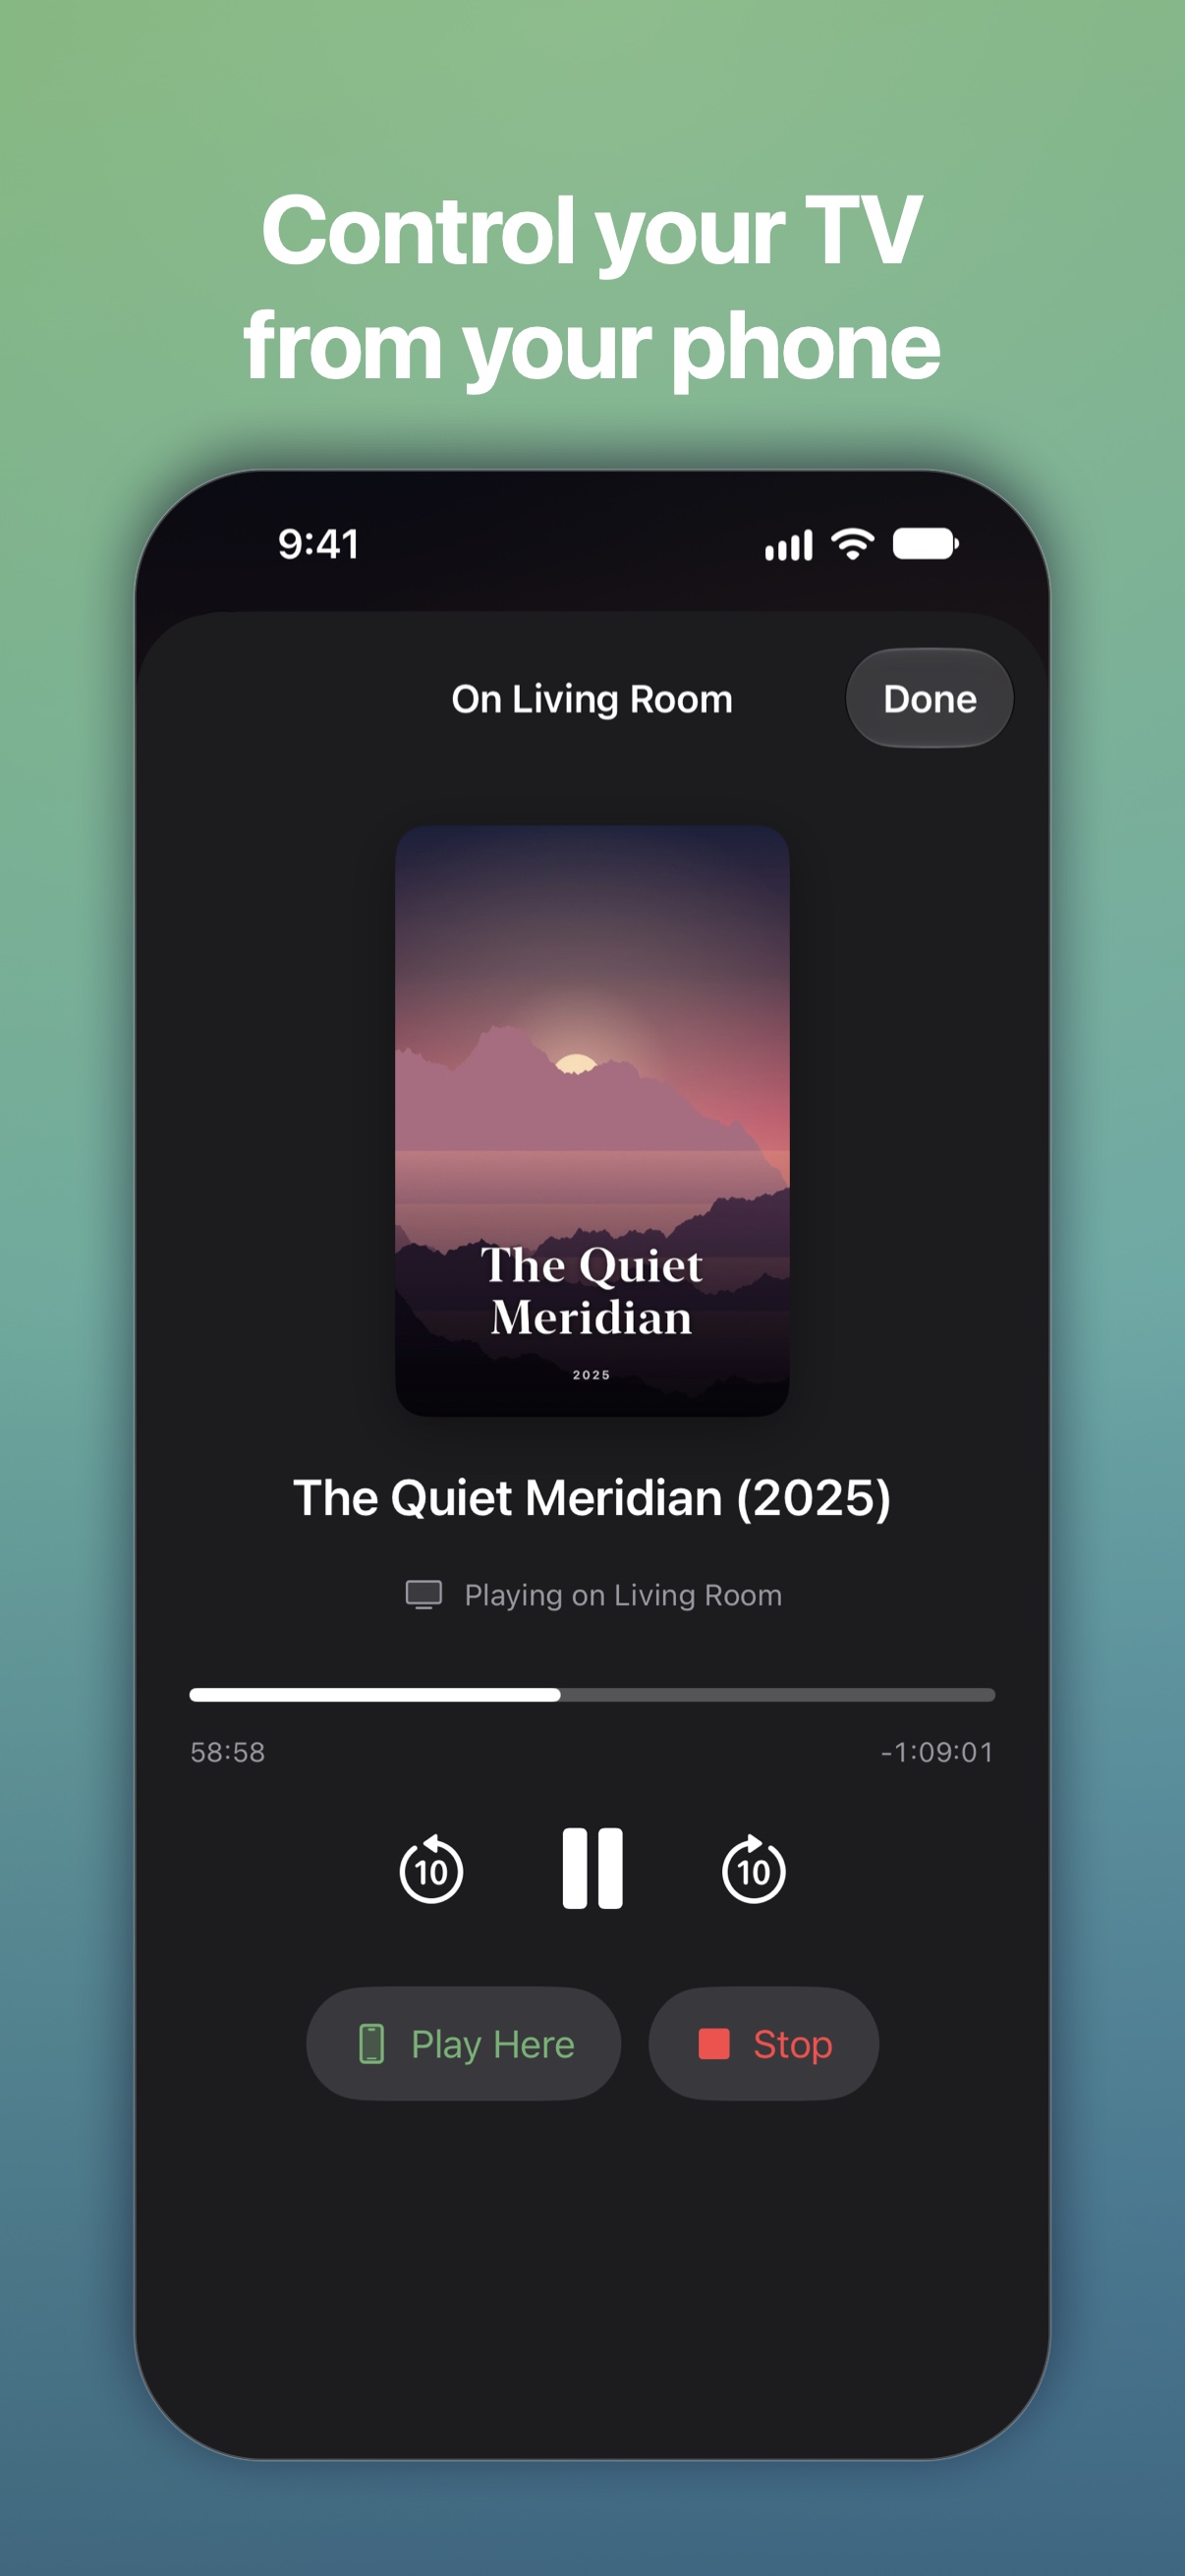 Control your TV
from your phone
9:41
On Living Room
Done
The Quiet
Meridian
2025
The Quiet Meridian (2025)
Playing on Living Room
58:58
-1:09:01
10
10
Play Here
Stop